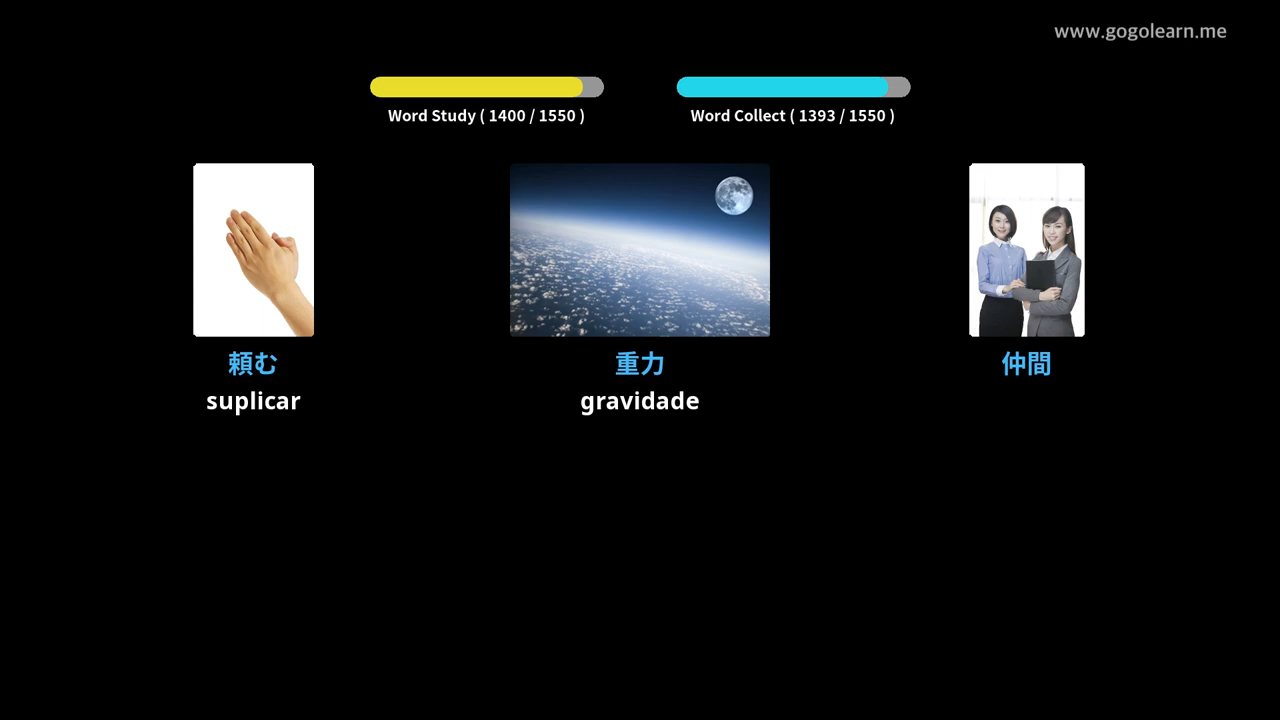 www.gogolearn.me
Word Study ( 1400 / 1550 )
Word Collect ( 1393 / 1550 )
頼む
重力
仲間
suplicar
gravidade